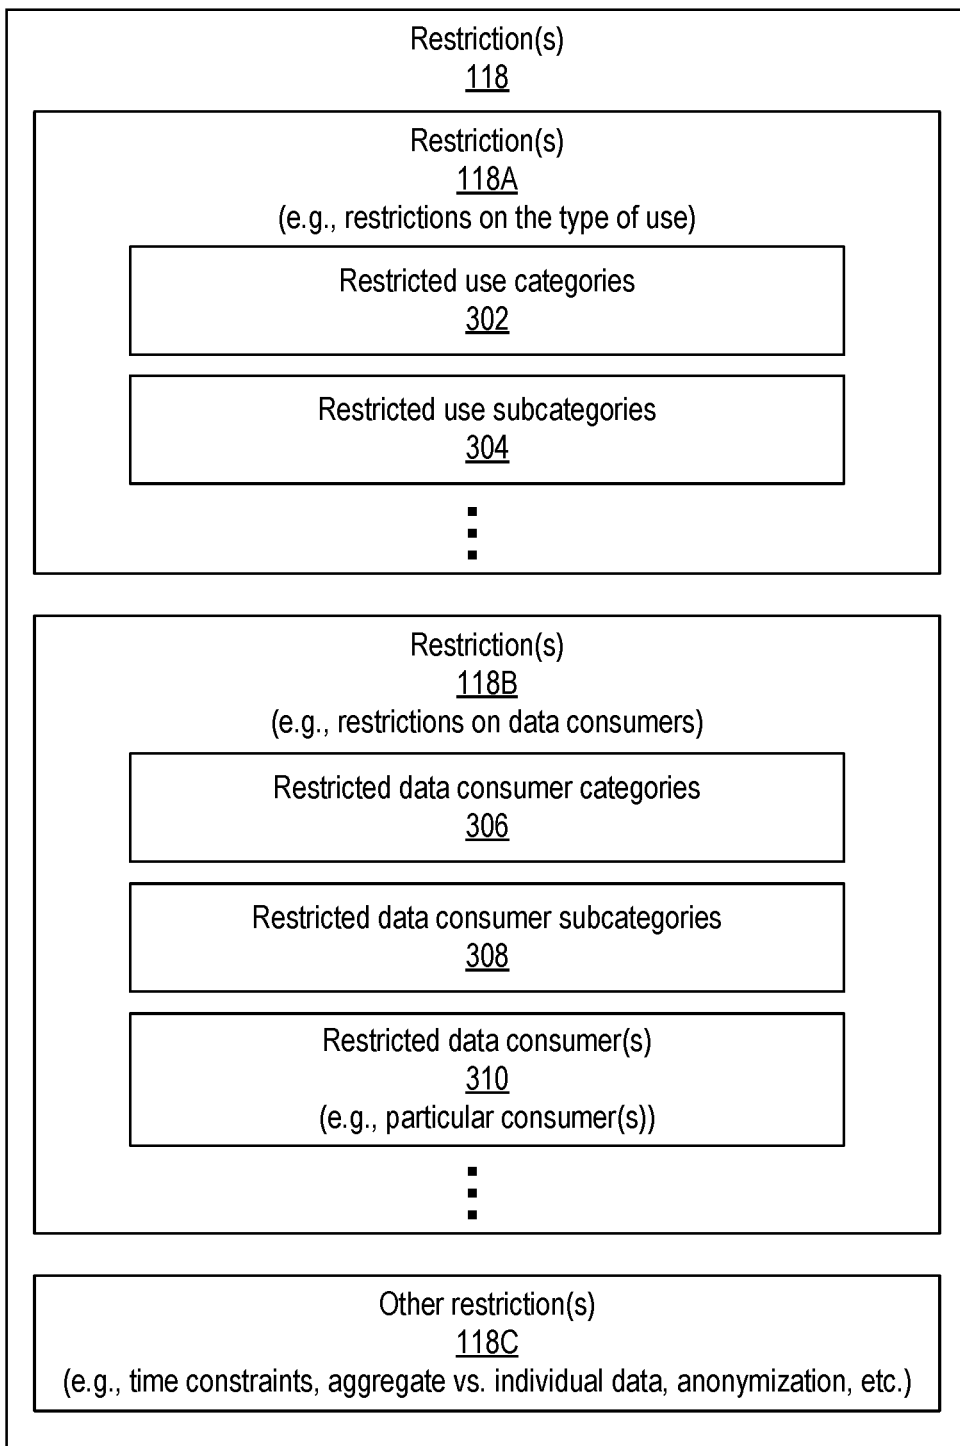 Restriction(s)
118
Restriction(s)
118A
(e.g., restrictions on the type of use)
Restricted use categories
302
Restricted use subcategories
304
Restriction(s)
118B
(e.g., restrictions on data consumers)
Restricted data consumer categories
306
Restricted data consumer subcategories
308
Restricted data consumer(s)
310
(e.g., particular consumer(s))
Other restriction(s)
118C
(e.g., time constraints, aggregate vs. individual data, anonymization, etc.)